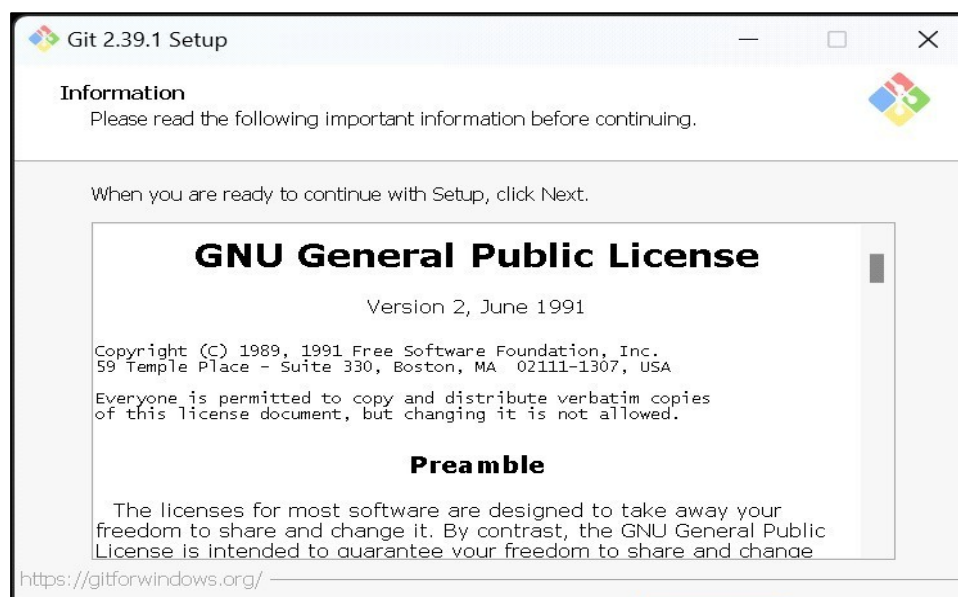 Git 2.39.1 Setup
Information
Please read the following important information before continuing.
When you are ready to continue with Setup, click Next.
GNU General Public License
Version 2, June 1991
Copyright (C) 1989, 1991 Free Software Foundation, Inc.
59 Temple Place - Suite 330, Boston, MA 02111-1307, USA
Everyone is permitted to copy and distribute verbatim copies
of this license document, but changing it is not allowed.
Preamble
The licenses for most software are designed to take away your
freedom to share and change it. By contrast, the GNU General Public
License is intended to guarantee your freedom to share and change
https://gitforwindows.org/